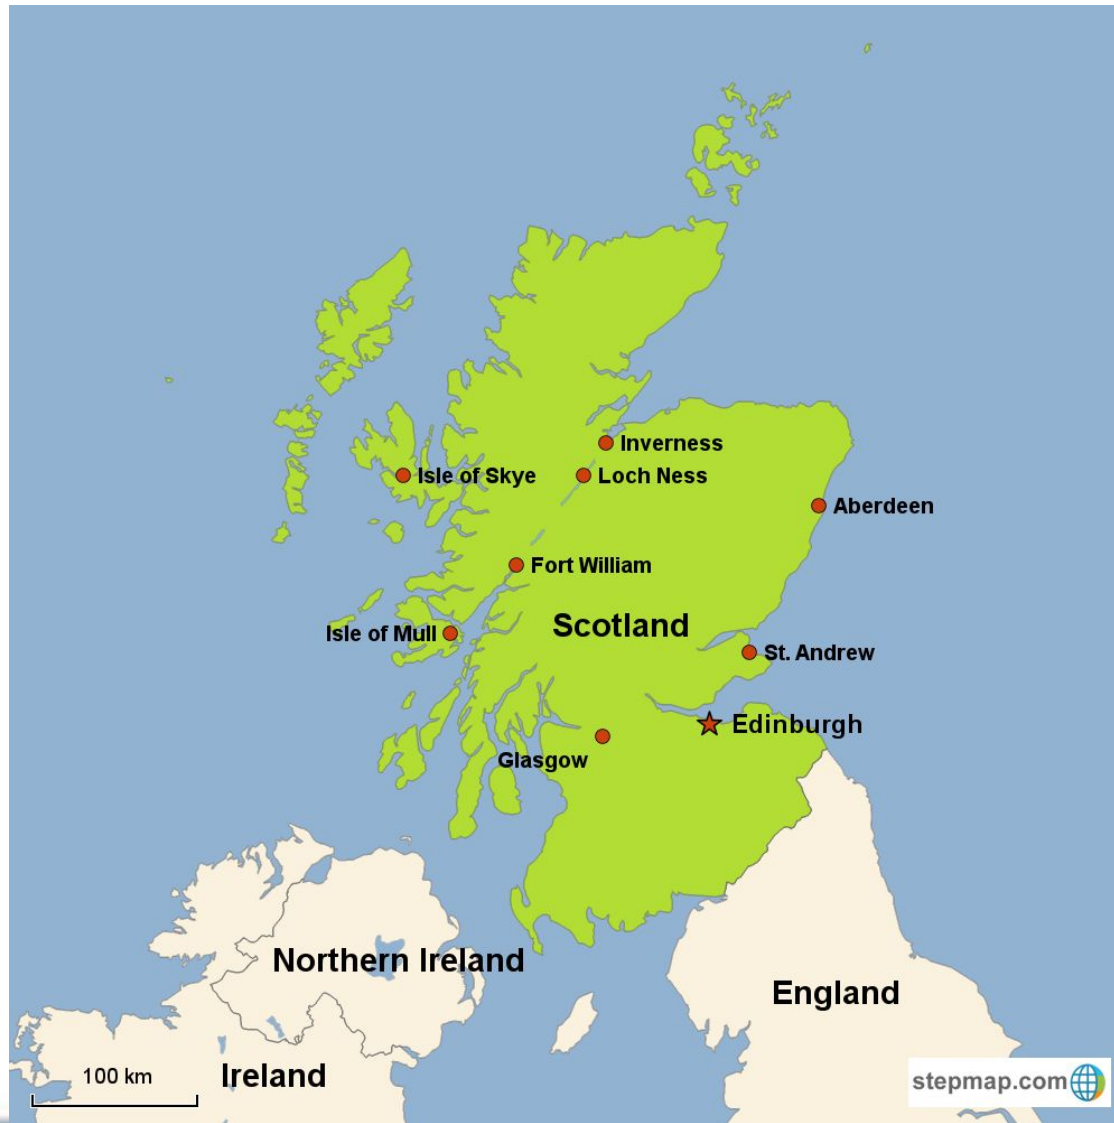 Inverness
Isle of Skye
Loch Ness
Aberdeen
Fort William
Scotland
Isle of Mull
St. Andrew
Edinburgh
Glasgow
Northern Ireland
England
Ireland
100 km
stepmap.com